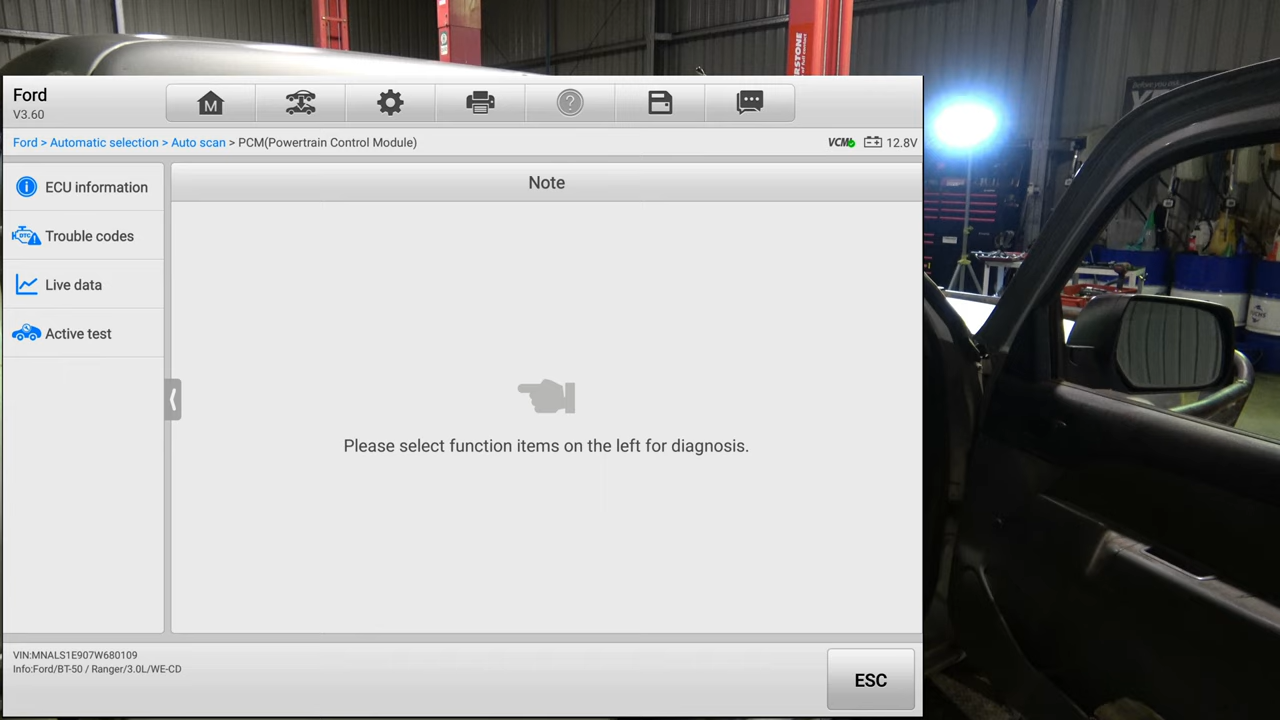 Ford
V3.60
M
?
Ford > Automatic selection > Auto scan > PCM(Powertrain Control Module)
VCMI
12.8V
ECU information
DTC
Trouble codes
Live data
Active test
Note
Please select function items on the left for diagnosis.
VIN:MNALS1E907W680109
Info:Ford/BT-50 / Ranger/3.0L/WE-CD
ESC